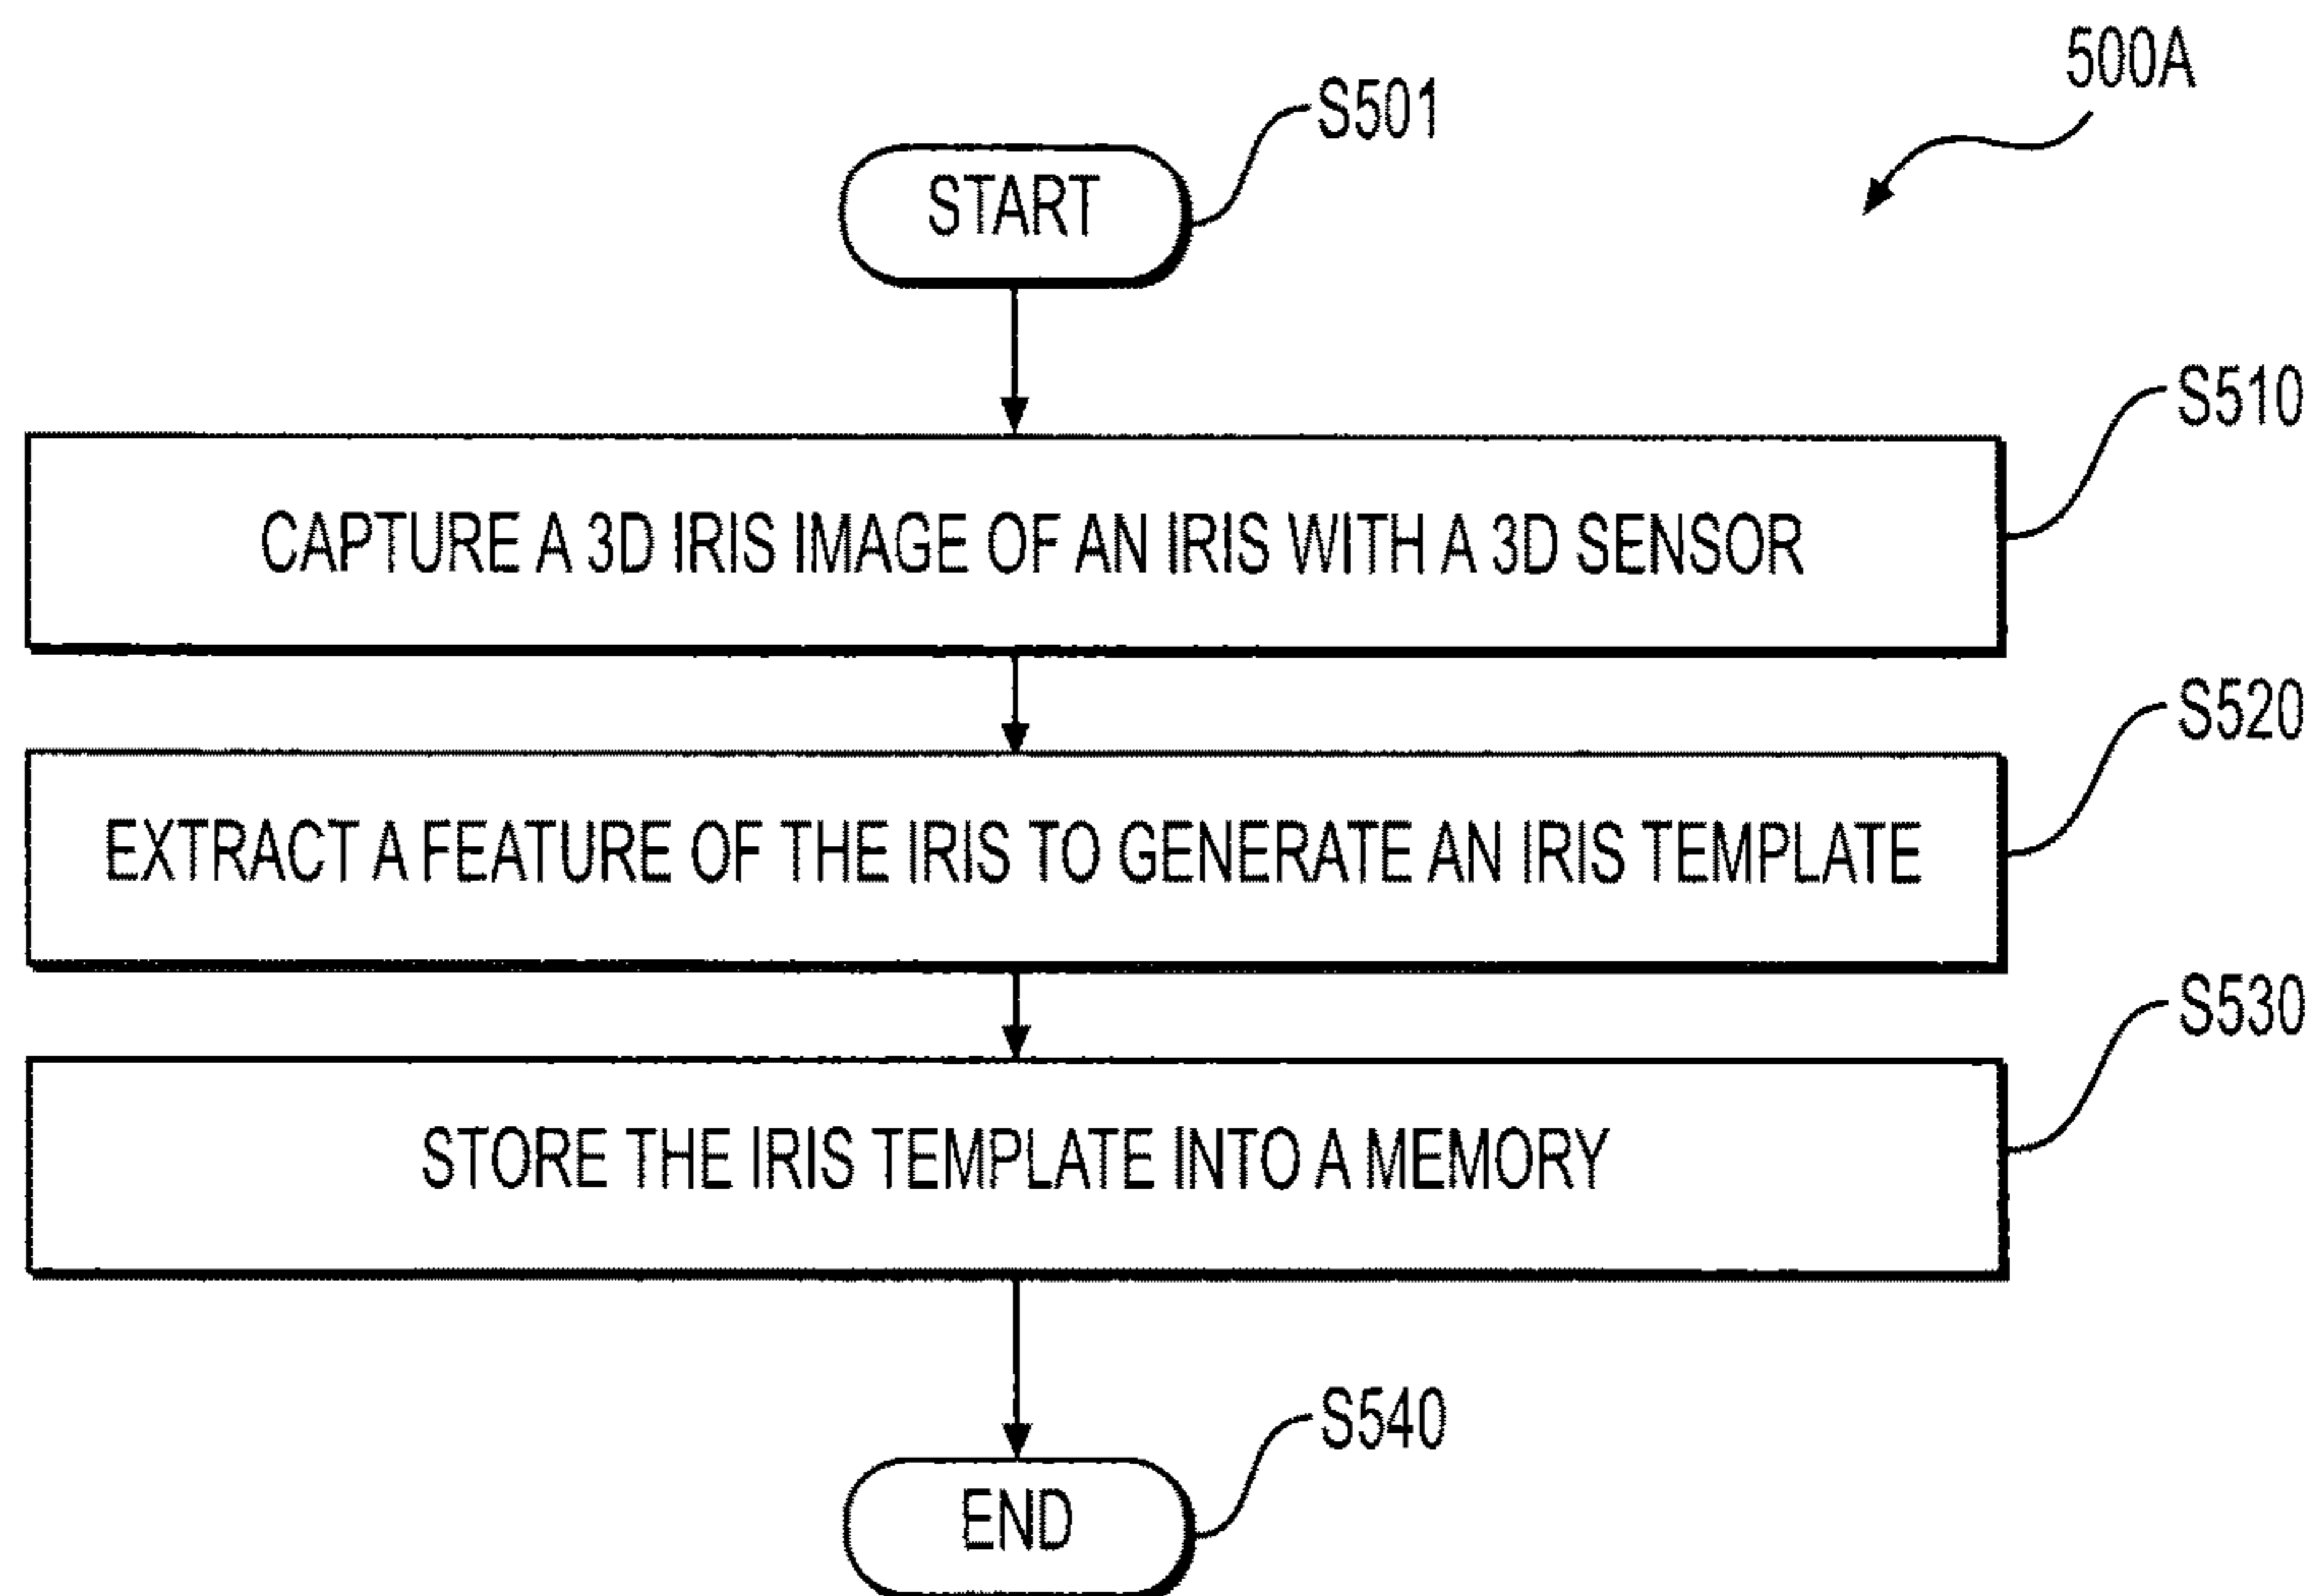 500A
S501
START
S510
CAPTURE A 3D IRIS IMAGE OF AN IRIS WITH A 3D SENSOR
S520
EXTRACT A FEATURE OF THE IRIS TO GENERATE AN IRIS TEMPLATE
S530
STORE THE IRIS TEMPLATE INTO A MEMORY
S540
END